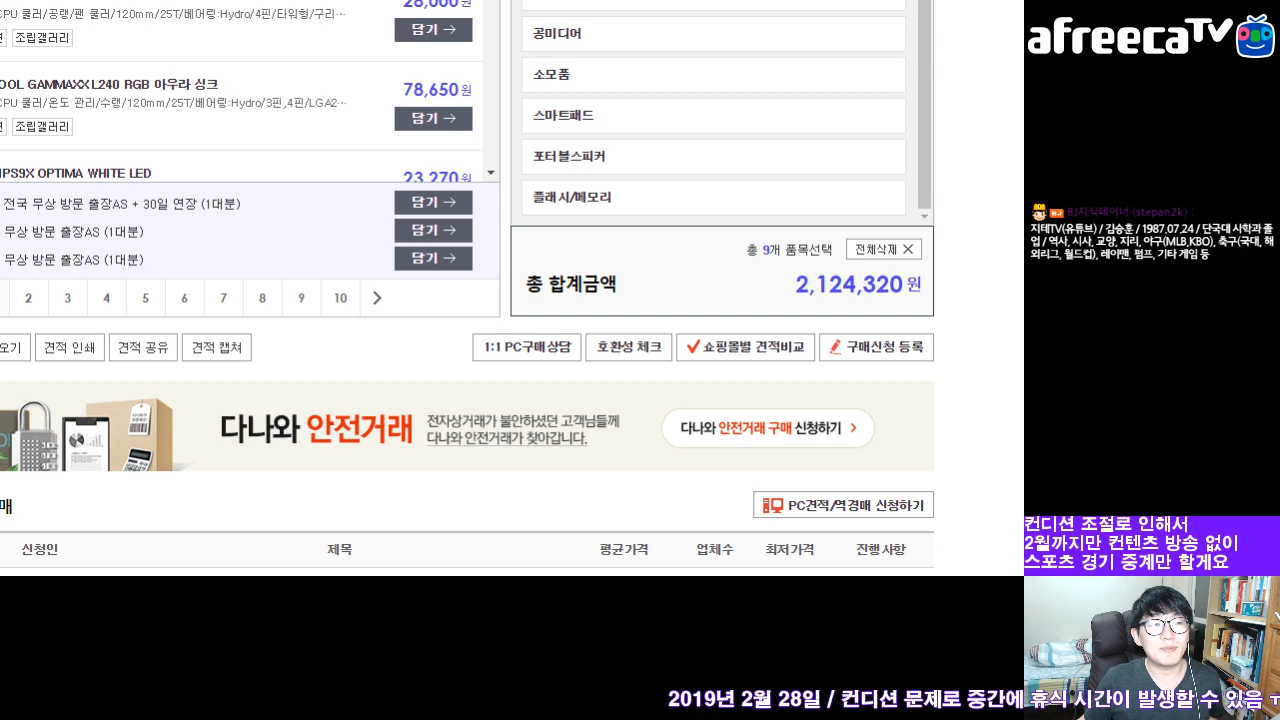 28,000원
CPU 쿨러/공랭/팬 쿨러/120mm/25T/베어링:Hydro/4핀/타워형/구리···
담기 →
조립갤러리
OOL GAMMAXX L240 RGB 아우라 싱크
78,650원
CPU 쿨러/온도 관리/수랭/120mm/25T/베어링:Hydro/3핀,4핀/LGA2···
담기 →
조립갤러리
IPS9X OPTIMA WHITE LED
23,270원
전국 무상 방문 출장AS + 30일 연장 (1대분)
담기 →
무상 방문 출장AS (1대분)
담기 →
무상 방문 출장AS (1대분)
담기 →
2 3 4 5 6 7 8 9 10 >
공미디어
소모품
스마트패드
포터블스피커
플래시/메모리
총 9개 품목선택
전체삭제 ×
총 합계금액
2,124,320 원
오기
견적 인쇄
견적 공유
견적 캡쳐
1:1 PC구매상담
호환성 체크
쇼핑몰별 견적비교
구매신청 등록
다나와 안전거래
전자상거래가 불안하셨던 고객님들께
다나와 안전거래가 찾아갑니다.
다나와 안전거래 구매 신청하기 >
매
PC견적/역경매 신청하기
신청인 제목 평균가격 업체수 최저가격 진행사항
afreecaTV
BJ BJ지식테이너 (stepan2k) :
지테TV(유튜브) / 김승훈 / 1987.07.24 / 단국대 사학과 졸
업 / 역사, 시사, 교양, 지리, 야구(MLB,KBO), 축구(국대, 해
외리그, 월드컵), 레이맨, 펌프, 기타 게임 등
컨디션 조절로 인해서
2월까지만 컨텐츠 방송 없이
스포츠 경기 중계만 할게요
2019년 2월 28일 / 컨디션 문제로 중간에 휴식 시간이 발생할 수 있음